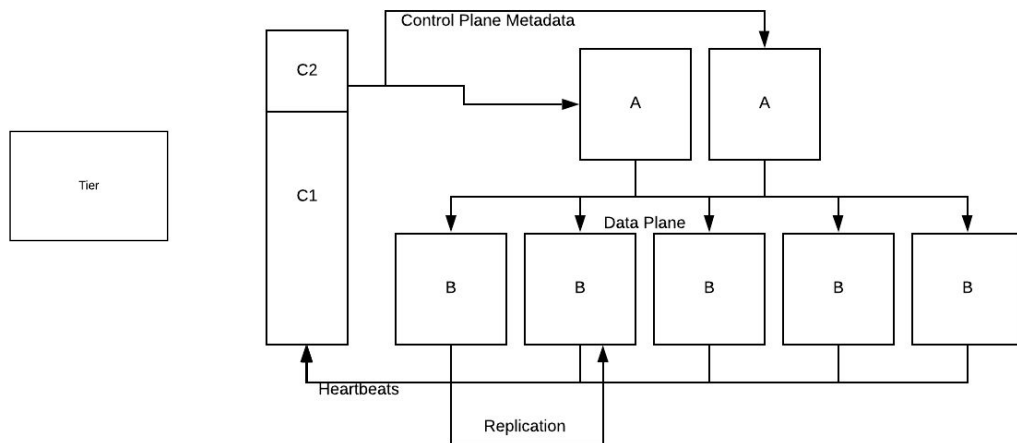 Control Plane Metadata
C2
A
A
Tier
C1
Data Plane
B
B
B
B
B
Heartbeats
Replication